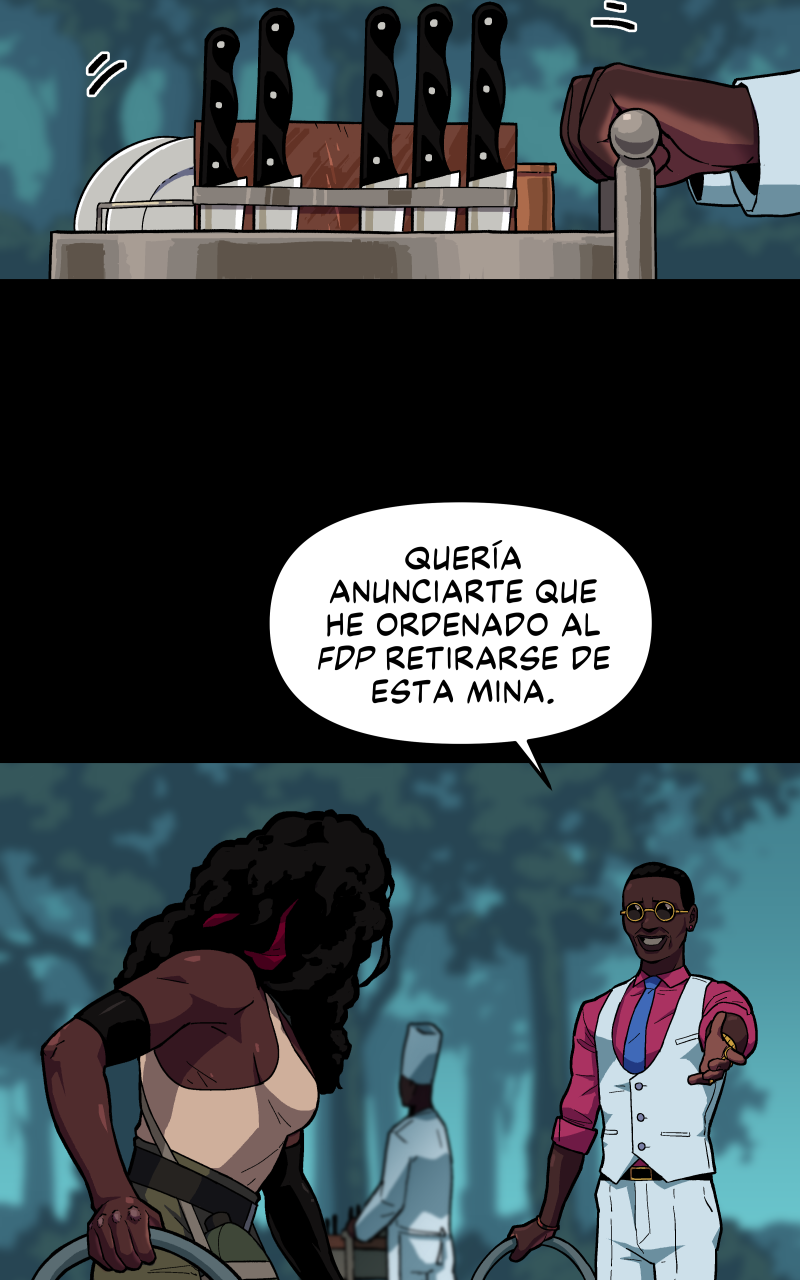 QUERÍA
ANUNCIARTE QUE
HE ORDENADO AL
FDP RETIRARSE DE
ESTA MINA.